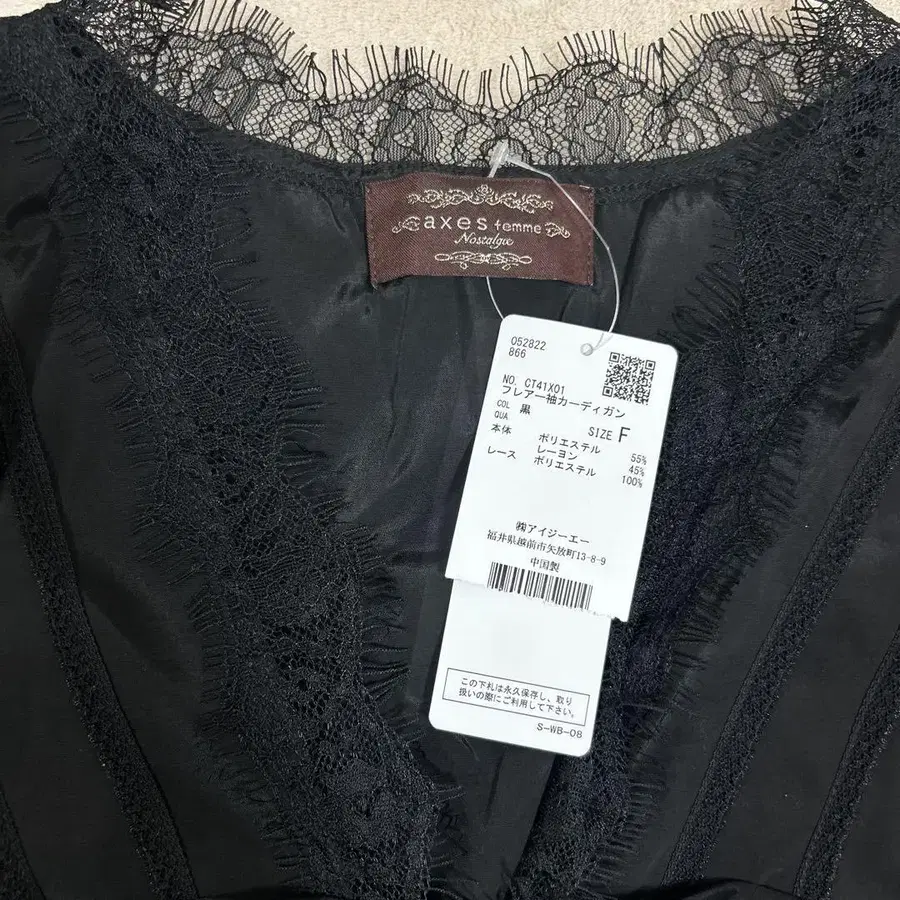 axes femme
Nostalgie
052822
866
NO. CT41X01
フレアー袖カーディガン
COL 黒
QUA. SIZE F
本体 ポリエステル 55%
レーヨン 45%
レース ポリエステル 100%
㈱アイジーエー
福井県越前市矢放町13-8-9
中国製
この下札は永久保存し、取り
扱いの際にご利用して下さい。
S-WB-08